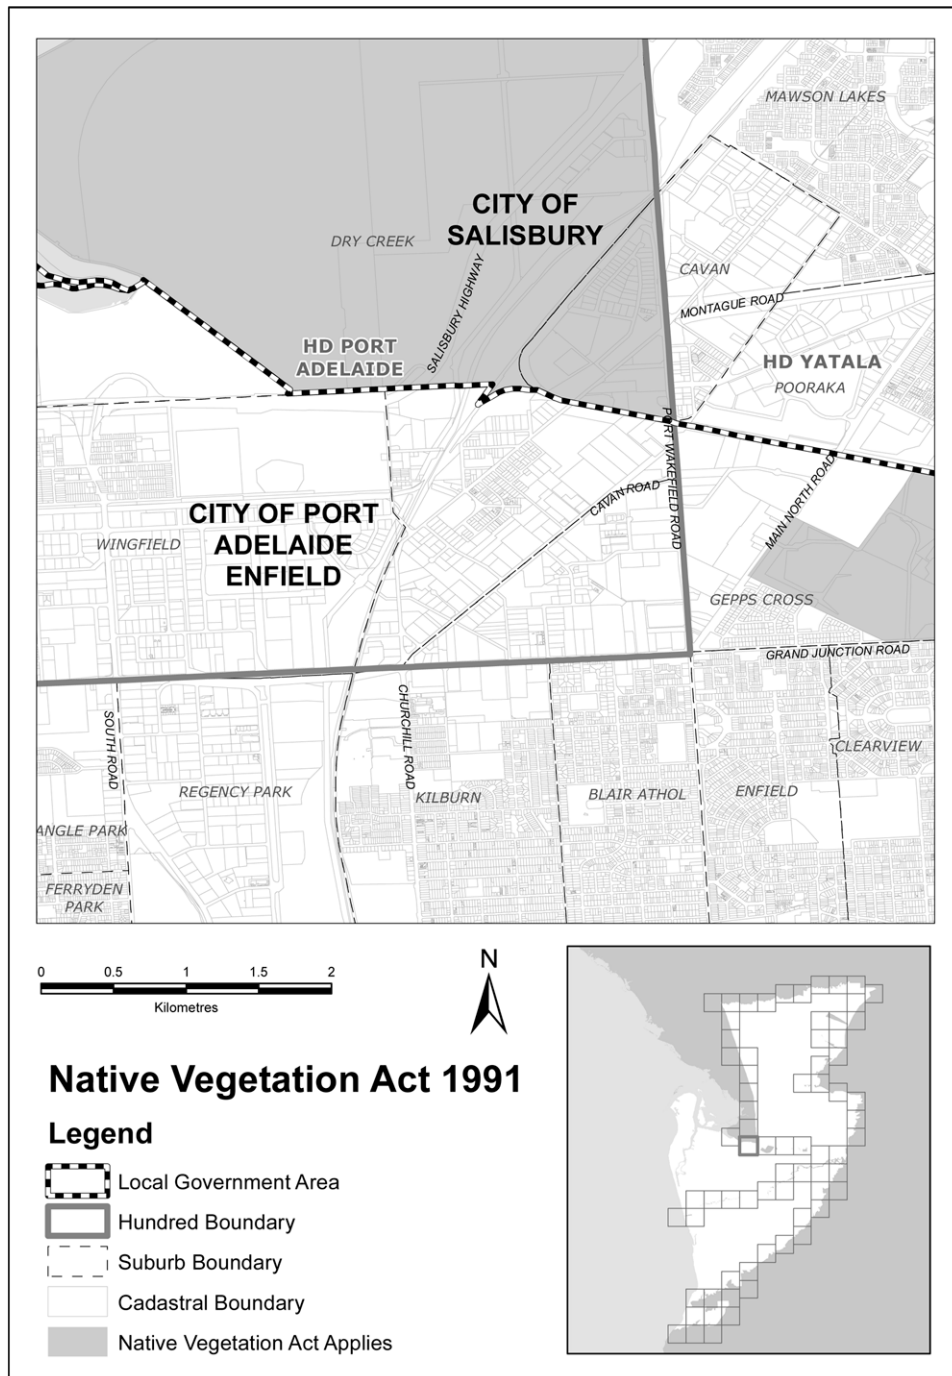 MAWSON LAKES
CITY OF
SALISBURY
DRY CREEK
CAVAN
SALISBURY HIGHWAY
MONTAGUE ROAD
HD PORT
ADELAIDE
HD YATALA
POORAKA
PORT WAKEFIELD ROAD
MAIN NORTH ROAD
CAVAN ROAD
CITY OF PORT
ADELAIDE
ENFIELD
WINGFIELD
GEPPS CROSS
GRAND JUNCTION ROAD
SOUTH ROAD
CHURCHILL ROAD
CLEARVIEW
REGENCY PARK
KILBURN
BLAIR ATHOL
ENFIELD
ANGLE PARK
FERRYDEN
PARK
0 0.5 1 1.5 2
Kilometres
N
Native Vegetation Act 1991
Legend
Local Government Area
Hundred Boundary
Suburb Boundary
Cadastral Boundary
Native Vegetation Act Applies